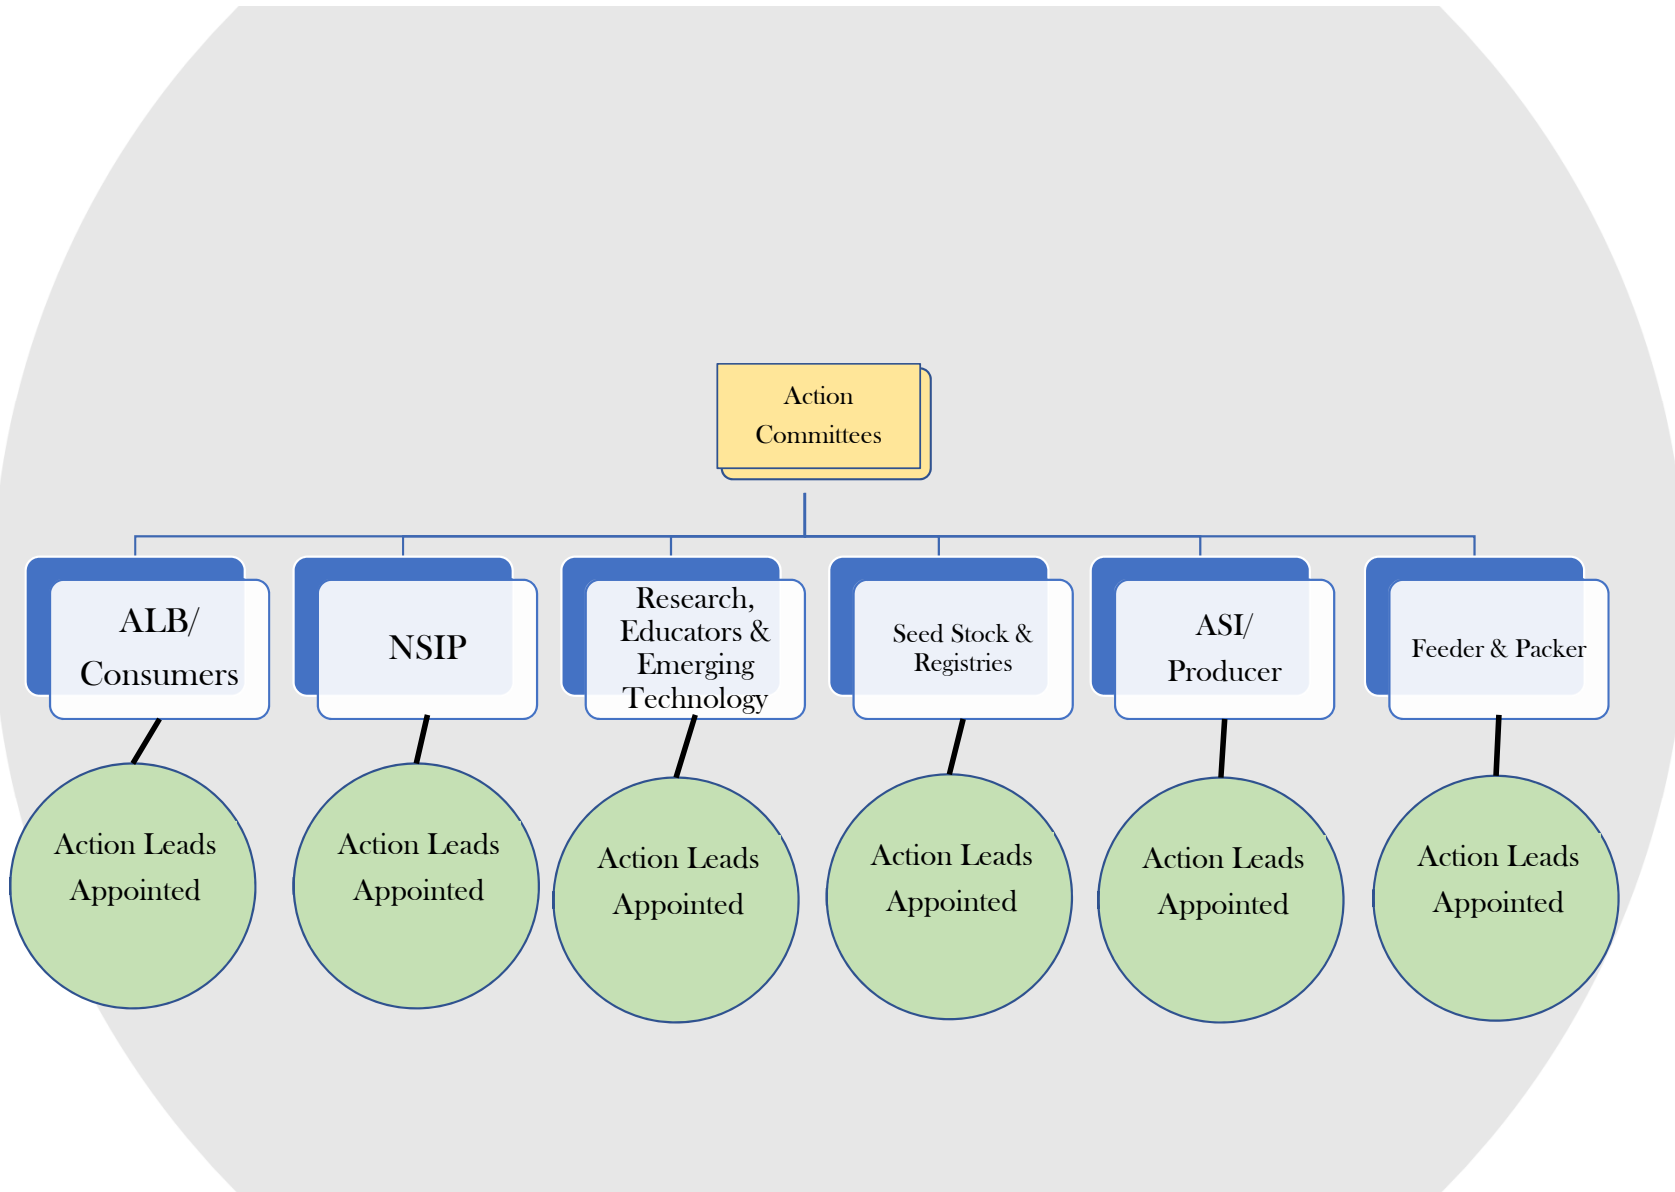 Action
Committees
ALB/
Consumers
NSIP
Research,
Educators &
Emerging
Technology
Seed Stock &
Registries
ASI/
Producer
Feeder & Packer
Action Leads
Appointed
Action Leads
Appointed
Action Leads
Appointed
Action Leads
Appointed
Action Leads
Appointed
Action Leads
Appointed